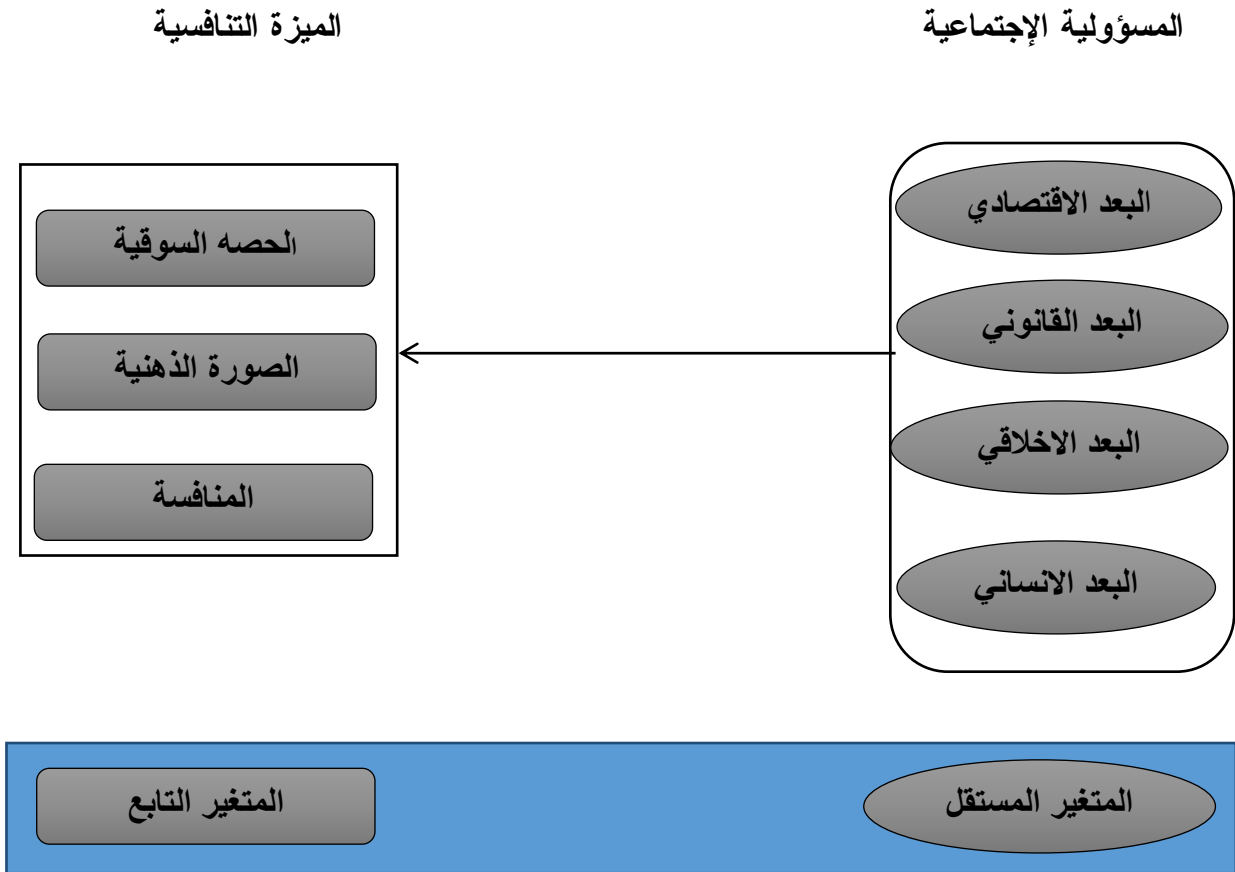 المسؤولية الإجتماعية
الميزة التنافسية
البعد الاقتصادي
البعد القانوني
البعد الاخلاقي
البعد الانساني
الحصه السوقية
الصورة الذهنية
المنافسة
المتغير المستقل
المتغير التابع